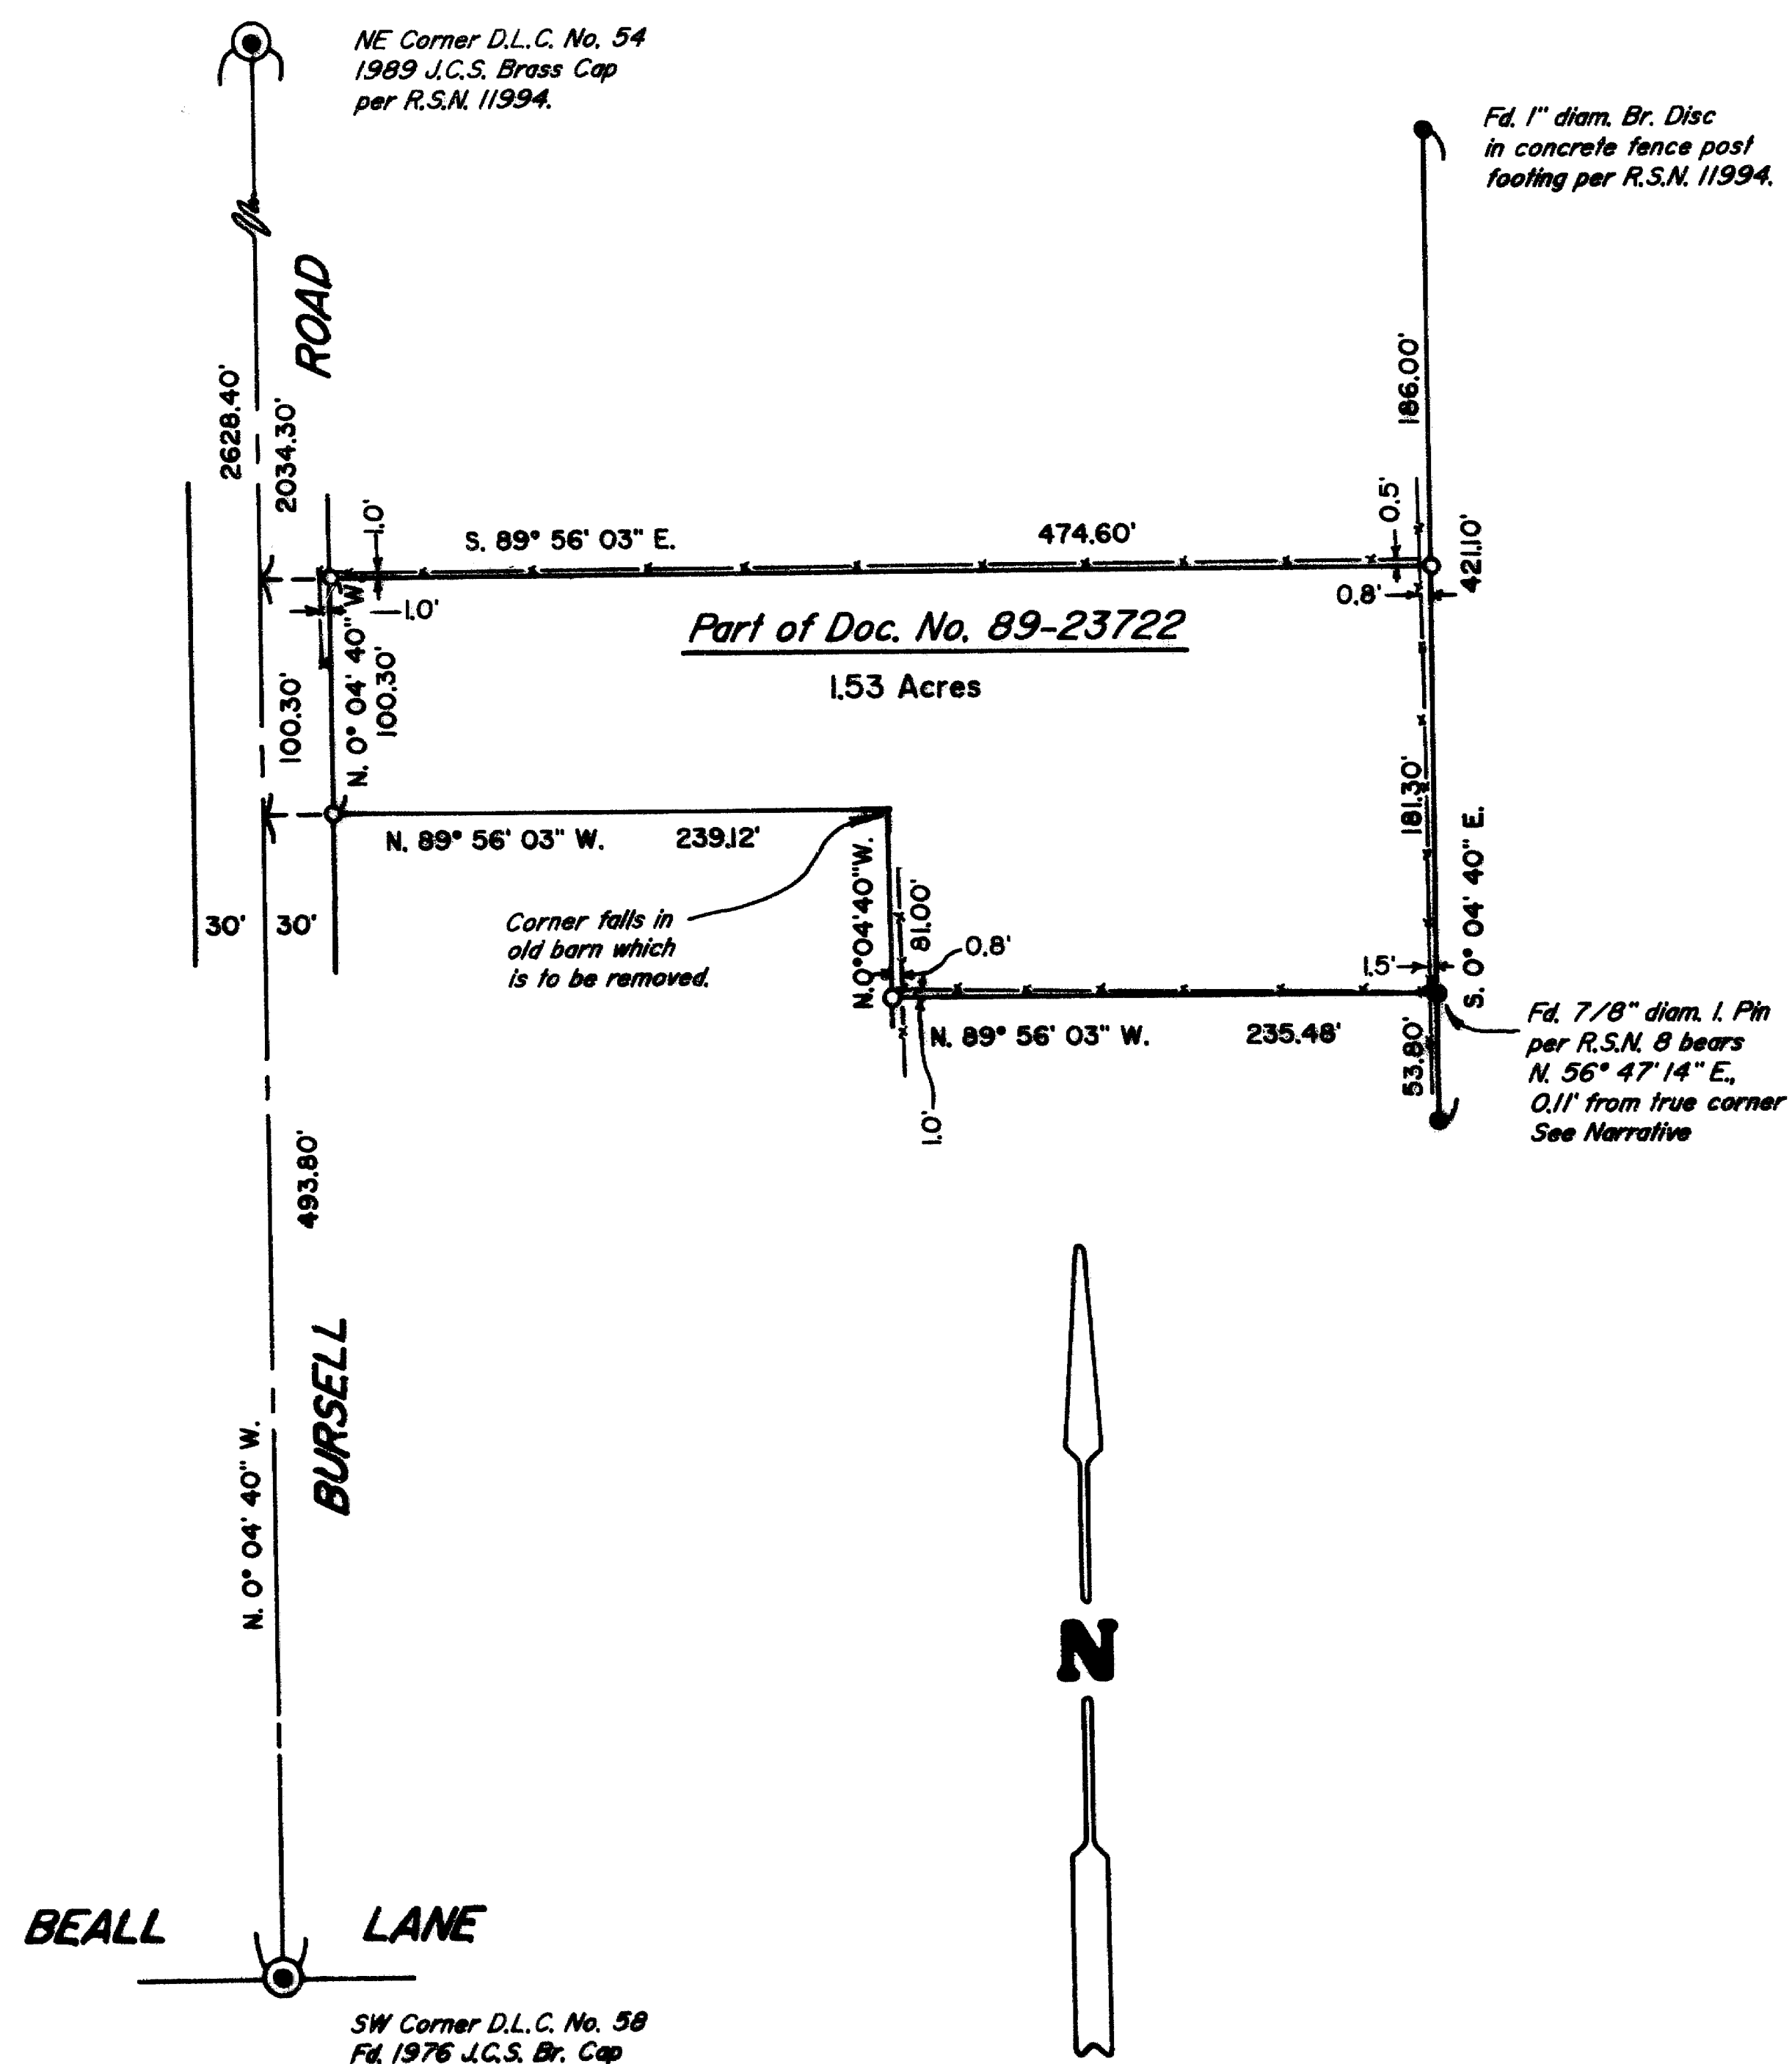 NE Corner D.L.C. No. 54
1989 J.C.S. Brass Cap
per R.S.N. 11994.
Fd. 1" diam. Br. Disc
in concrete fence post
footing per R.S.N. 11994.
ROAD
2628.40'
2034.30'
186.00'
1.0'
S. 89° 56' 03" E.
474.60'
0.5'
421.10'
1.0'
0.8'
Part of Doc. No. 89-23722
1.53 Acres
100.30'
N. 0° 04' 40" W.
100.30'
181.30'
N. 89° 56' 03" W.
239.12'
N. 0° 04' 40" W.
81.00'
S. 0° 04' 40" E.
30'
30'
Corner falls in
old barn which
is to be removed.
0.8'
1.5'
N. 89° 56' 03" W.
235.48'
53.80'
Fd. 7/8" diam. I. Pin
per R.S.N. 8 bears
N. 56° 47' 14" E.,
0.11' from true corner
See Narrative
1.0'
493.80'
BURSELL
N. 0° 04' 40" W.
N
BEALL LANE
SW Corner D.L.C. No. 58
Fd. 1976 J.C.S. Br. Cap